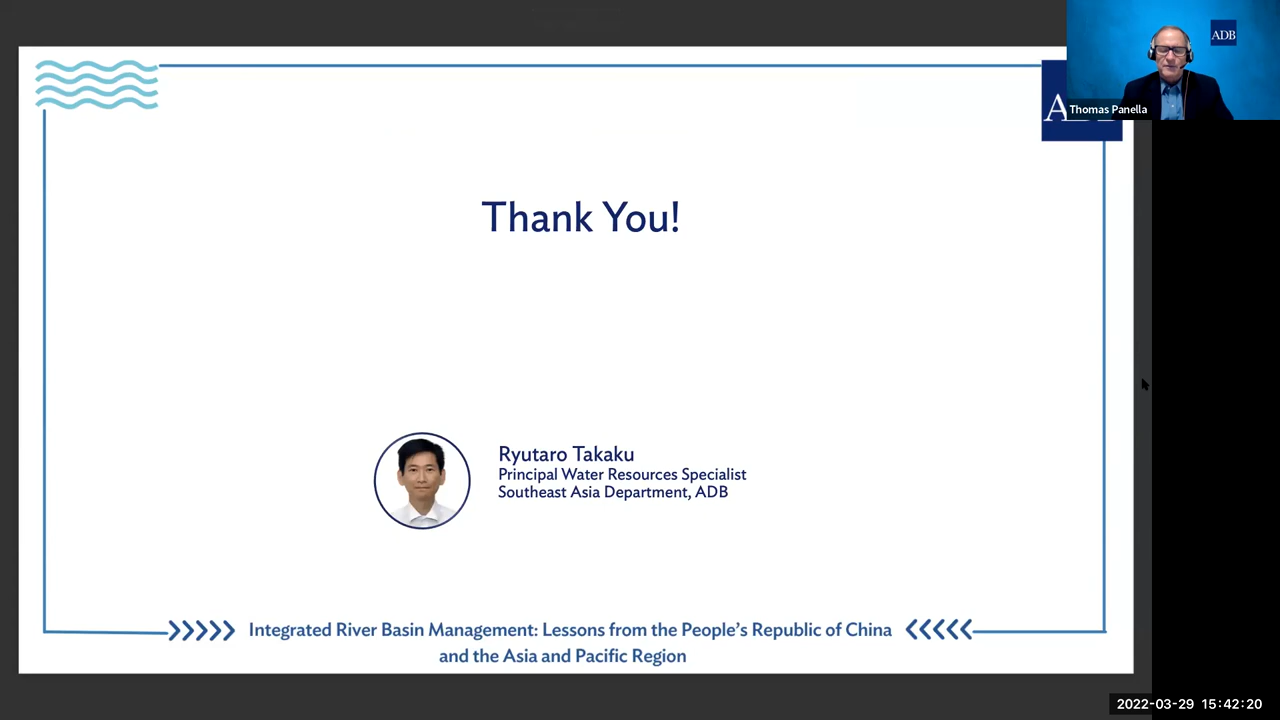 ADB
Thomas Panella
Thank You!
Ryutaro Takaku
Principal Water Resources Specialist
Southeast Asia Department, ADB
Integrated River Basin Management: Lessons from the People's Republic of China
and the Asia and Pacific Region
2022-03-29 15:42:20